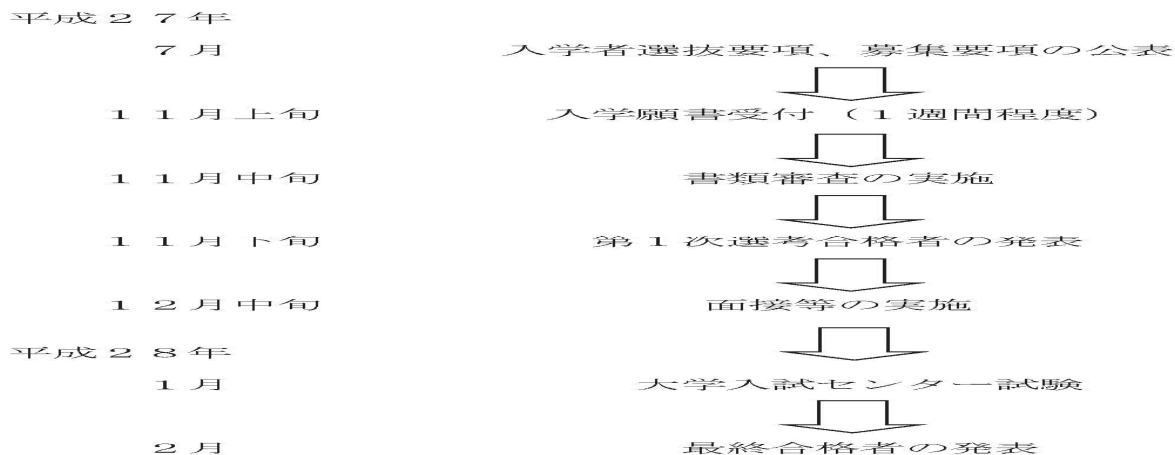 平成27年
7月 入学者選抜要項、募集要項の公表
11月上旬 入学願書受付（1週間程度）
11月中旬 書類審査の実施
11月下旬 第1次選考合格者の発表
12月中旬 面接等の実施
平成28年
1月 大学入試センター試験
2月 最終合格者の発表